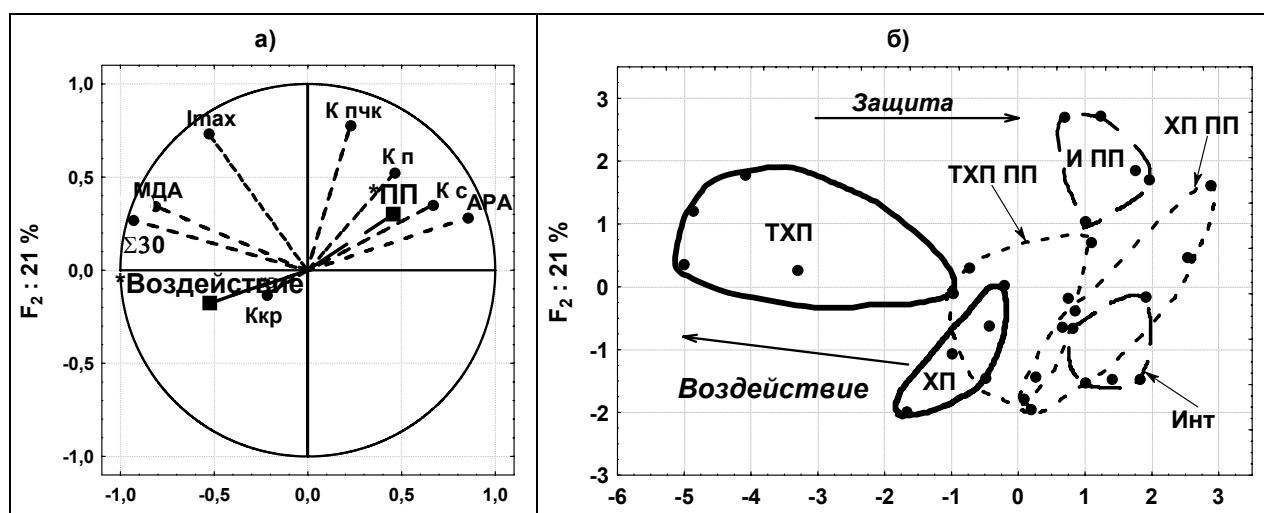 а)
F₂ : 21 %
1,0
0,5
0,0
-0,5
-1,0
-1,0
-0,5
0,0
0,5
1,0
Imax
К пчк
К п
*ПП
К с
АРА
МДА
Σ30
*Воздействие
Ккр
б)
F₂ : 21 %
3
2
1
0
-1
-2
-3
-6
-5
-4
-3
-2
-1
0
1
2
3
Защита
ХП ПП
И ПП
ТХП ПП
ТХП
ХП
Воздействие
Инт